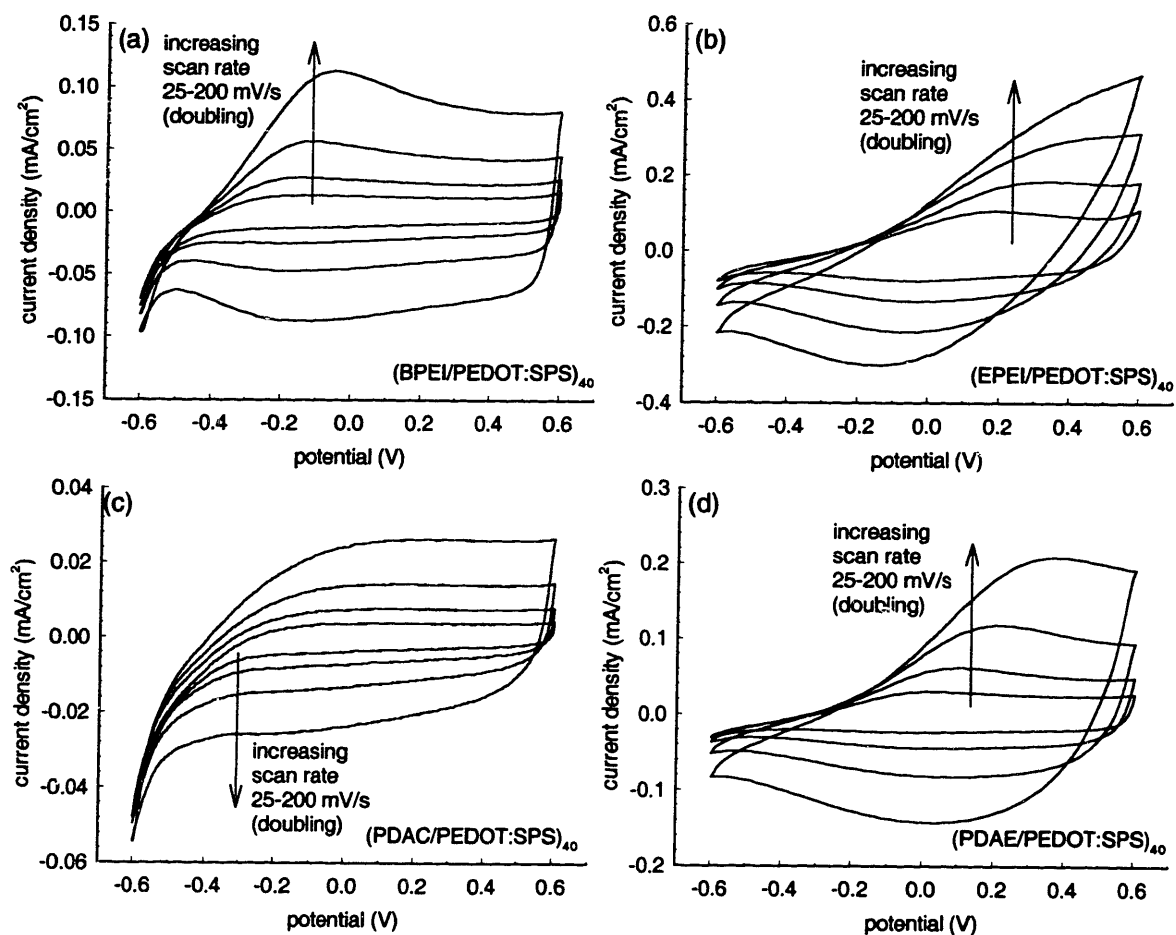 (a)
increasing
scan rate
25-200 mV/s
(doubling)
0.15
0.10
0.05
0.00
-0.05
-0.10
-0.15
current density (mA/cm²)
(BPEI/PEDOT:SPS)₄₀
-0.6 -0.4 -0.2 0.0 0.2 0.4 0.6
potential (V)
(b)
increasing
scan rate
25-200 mV/s
(doubling)
0.6
0.4
0.2
0.0
-0.2
-0.4
current density (mA/cm²)
(EPEI/PEDOT:SPS)₄₀
-0.6 -0.4 -0.2 0.0 0.2 0.4 0.6
potential (V)
(c)
0.04
0.02
0.00
-0.02
-0.04
-0.06
current density (mA/cm²)
increasing
scan rate
25-200 mV/s
(doubling)
(PDAC/PEDOT:SPS)₄₀
-0.6 -0.4 -0.2 0.0 0.2 0.4 0.6
potential (V)
(d)
increasing
scan rate
25-200 mV/s
(doubling)
0.3
0.2
0.1
0.0
-0.1
-0.2
current density (mA/cm²)
(PDAE/PEDOT:SPS)₄₀
-0.6 -0.4 -0.2 0.0 0.2 0.4 0.6
potential (V)